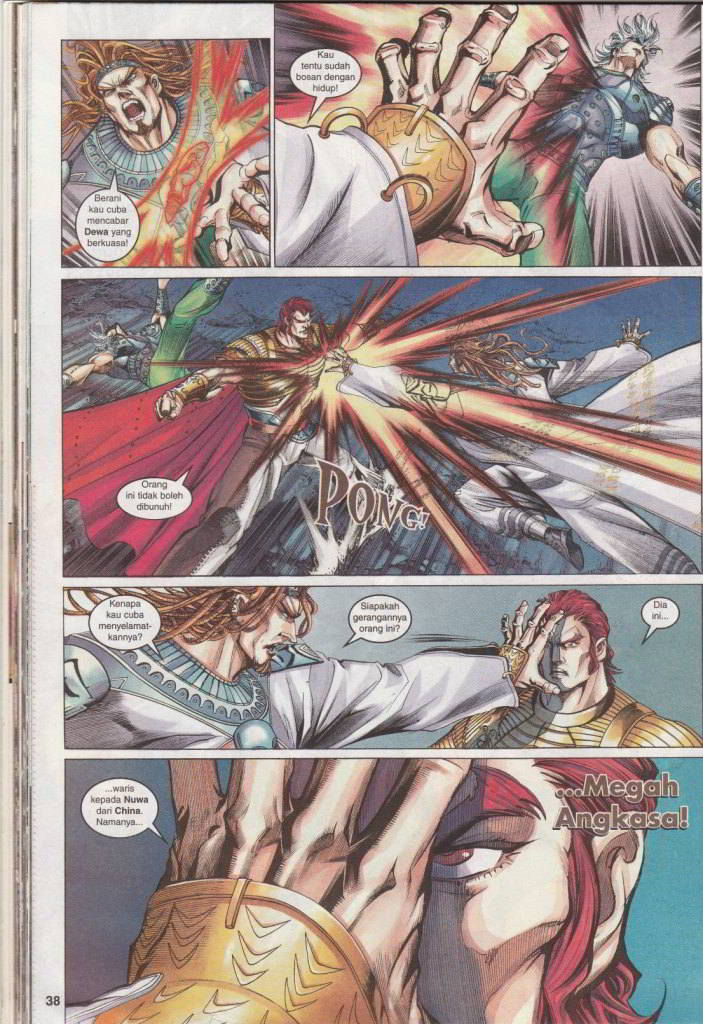 Berani
kau cuba
mencabar
Dewa yang
berkuasa!
Kau
tentu sudah
bosan dengan
hidup!
Orang
ini tidak boleh
dibunuh!
PONG!
Kenapa
kau cuba
menyelamat-
kannya?
Siapakah
gerangannya
orang ini?
Dia
ini...
...waris
kepada Nuwa
dari China.
Namanya...
...Megah
Angkasa!
38